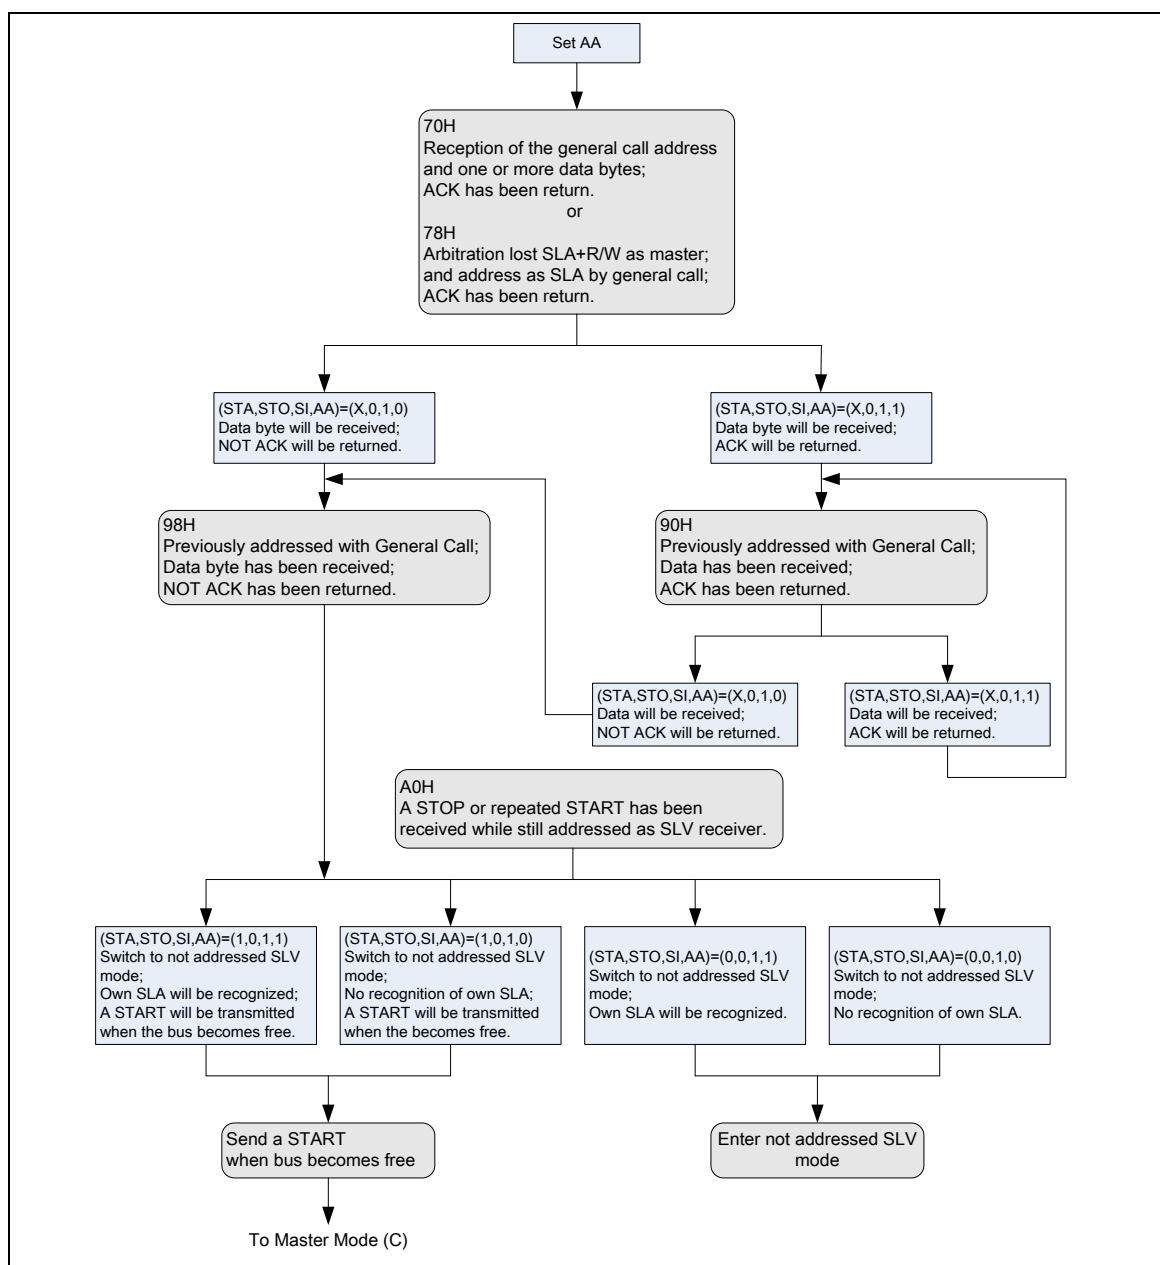 Set AA
70H
Reception of the general call address
and one or more data bytes;
ACK has been return.
or
78H
Arbitration lost SLA+R/W as master;
and address as SLA by general call;
ACK has been return.
(STA,STO,SI,AA)=(X,0,1,0)
Data byte will be received;
NOT ACK will be returned.
(STA,STO,SI,AA)=(X,0,1,1)
Data byte will be received;
ACK will be returned.
98H
Previously addressed with General Call;
Data byte has been received;
NOT ACK has been returned.
90H
Previously addressed with General Call;
Data has been received;
ACK has been returned.
(STA,STO,SI,AA)=(X,0,1,0)
Data will be received;
NOT ACK will be returned.
(STA,STO,SI,AA)=(X,0,1,1)
Data will be received;
ACK will be returned.
A0H
A STOP or repeated START has been
received while still addressed as SLV receiver.
(STA,STO,SI,AA)=(1,0,1,1)
Switch to not addressed SLV
mode;
Own SLA will be recognized;
A START will be transmitted
when the bus becomes free.
(STA,STO,SI,AA)=(1,0,1,0)
Switch to not addressed SLV
mode;
No recognition of own SLA;
A START will be transmitted
when the becomes free.
(STA,STO,SI,AA)=(0,0,1,1)
Switch to not addressed SLV
mode;
Own SLA will be recognized.
(STA,STO,SI,AA)=(0,0,1,0)
Switch to not addressed SLV
mode;
No recognition of own SLA.
Send a START
when bus becomes free
Enter not addressed SLV
mode
To Master Mode (C)